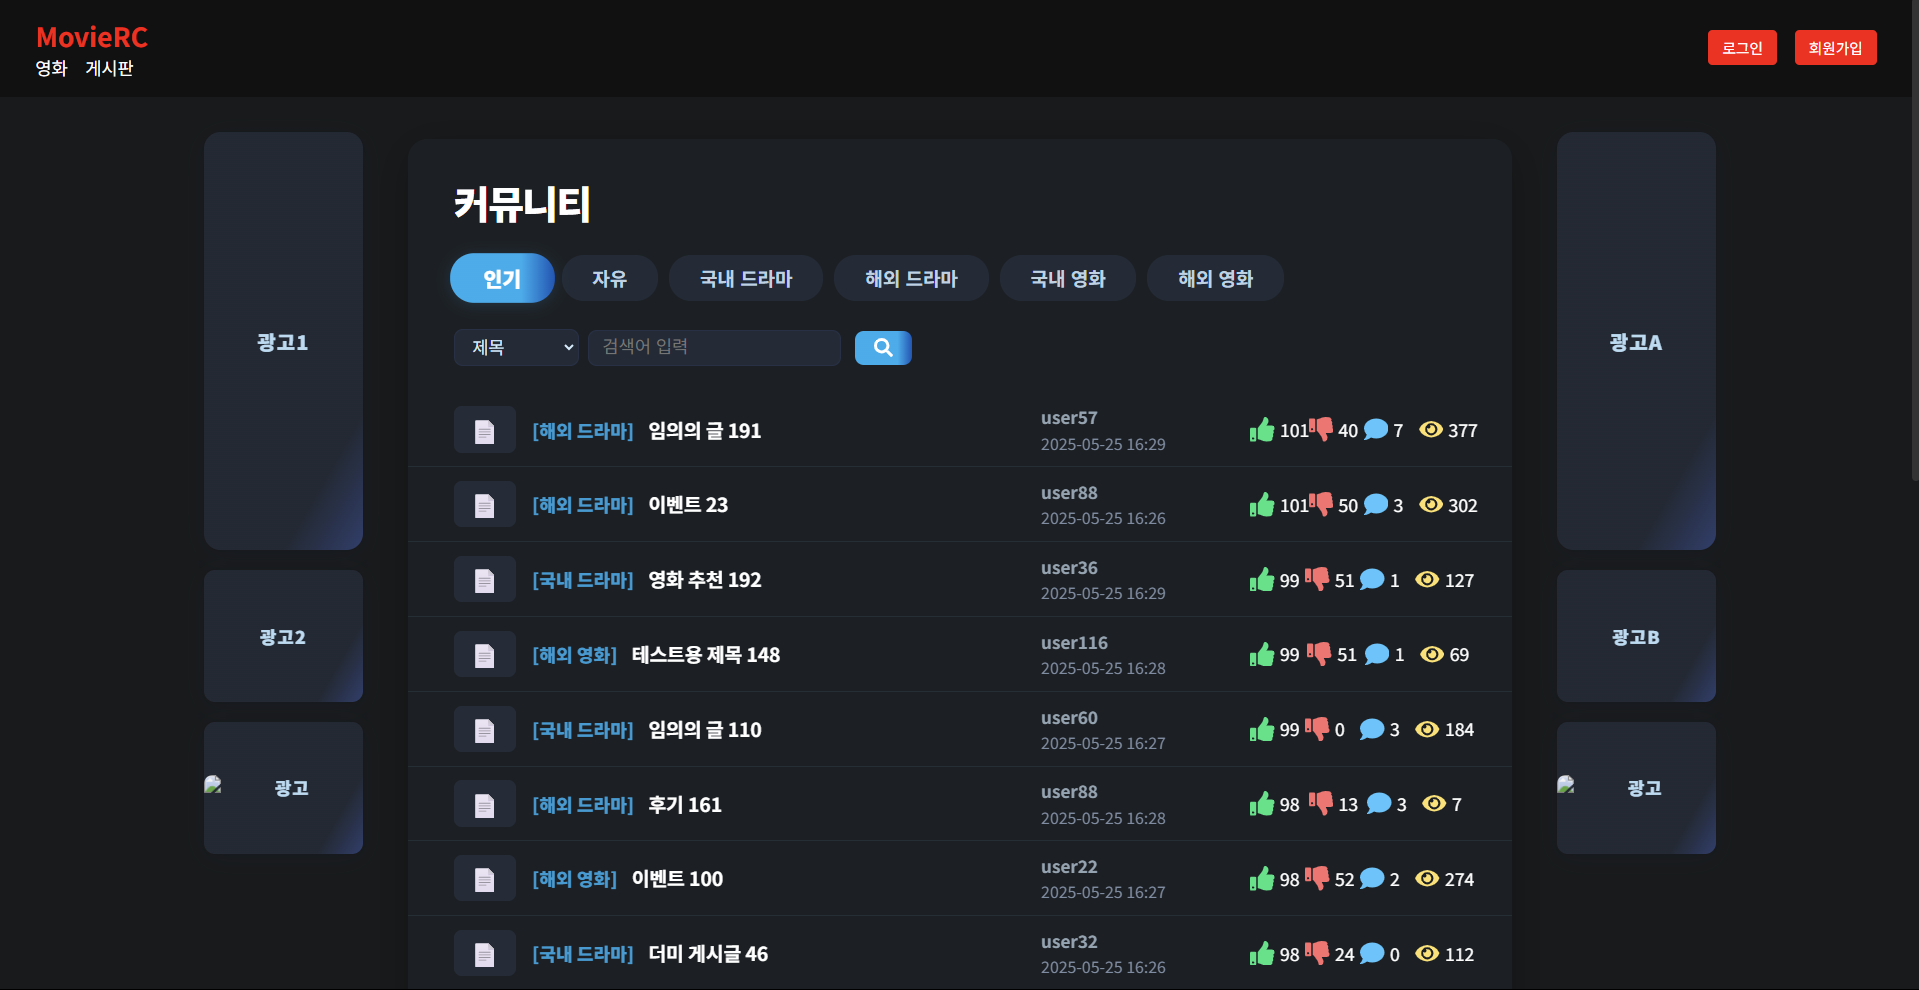 MovieRC
영화 게시판
로그인 회원가입
광고1
광고2
광고
커뮤니티
인기 자유 국내 드라마 해외 드라마 국내 영화 해외 영화
제목 검색어 입력
[해외 드라마] 임의의 글 191 user57 101 40 7 377
2025-05-25 16:29
[해외 드라마] 이벤트 23 user88 101 50 3 302
2025-05-25 16:26
[국내 드라마] 영화 추천 192 user36 99 51 1 127
2025-05-25 16:29
[해외 영화] 테스트용 제목 148 user116 99 51 1 69
2025-05-25 16:28
[국내 드라마] 임의의 글 110 user60 99 0 3 184
2025-05-25 16:27
[해외 드라마] 후기 161 user88 98 13 3 7
2025-05-25 16:28
[해외 영화] 이벤트 100 user22 98 52 2 274
2025-05-25 16:27
[국내 드라마] 더미 게시글 46 user32 98 24 0 112
2025-05-25 16:26
광고A
광고B
광고